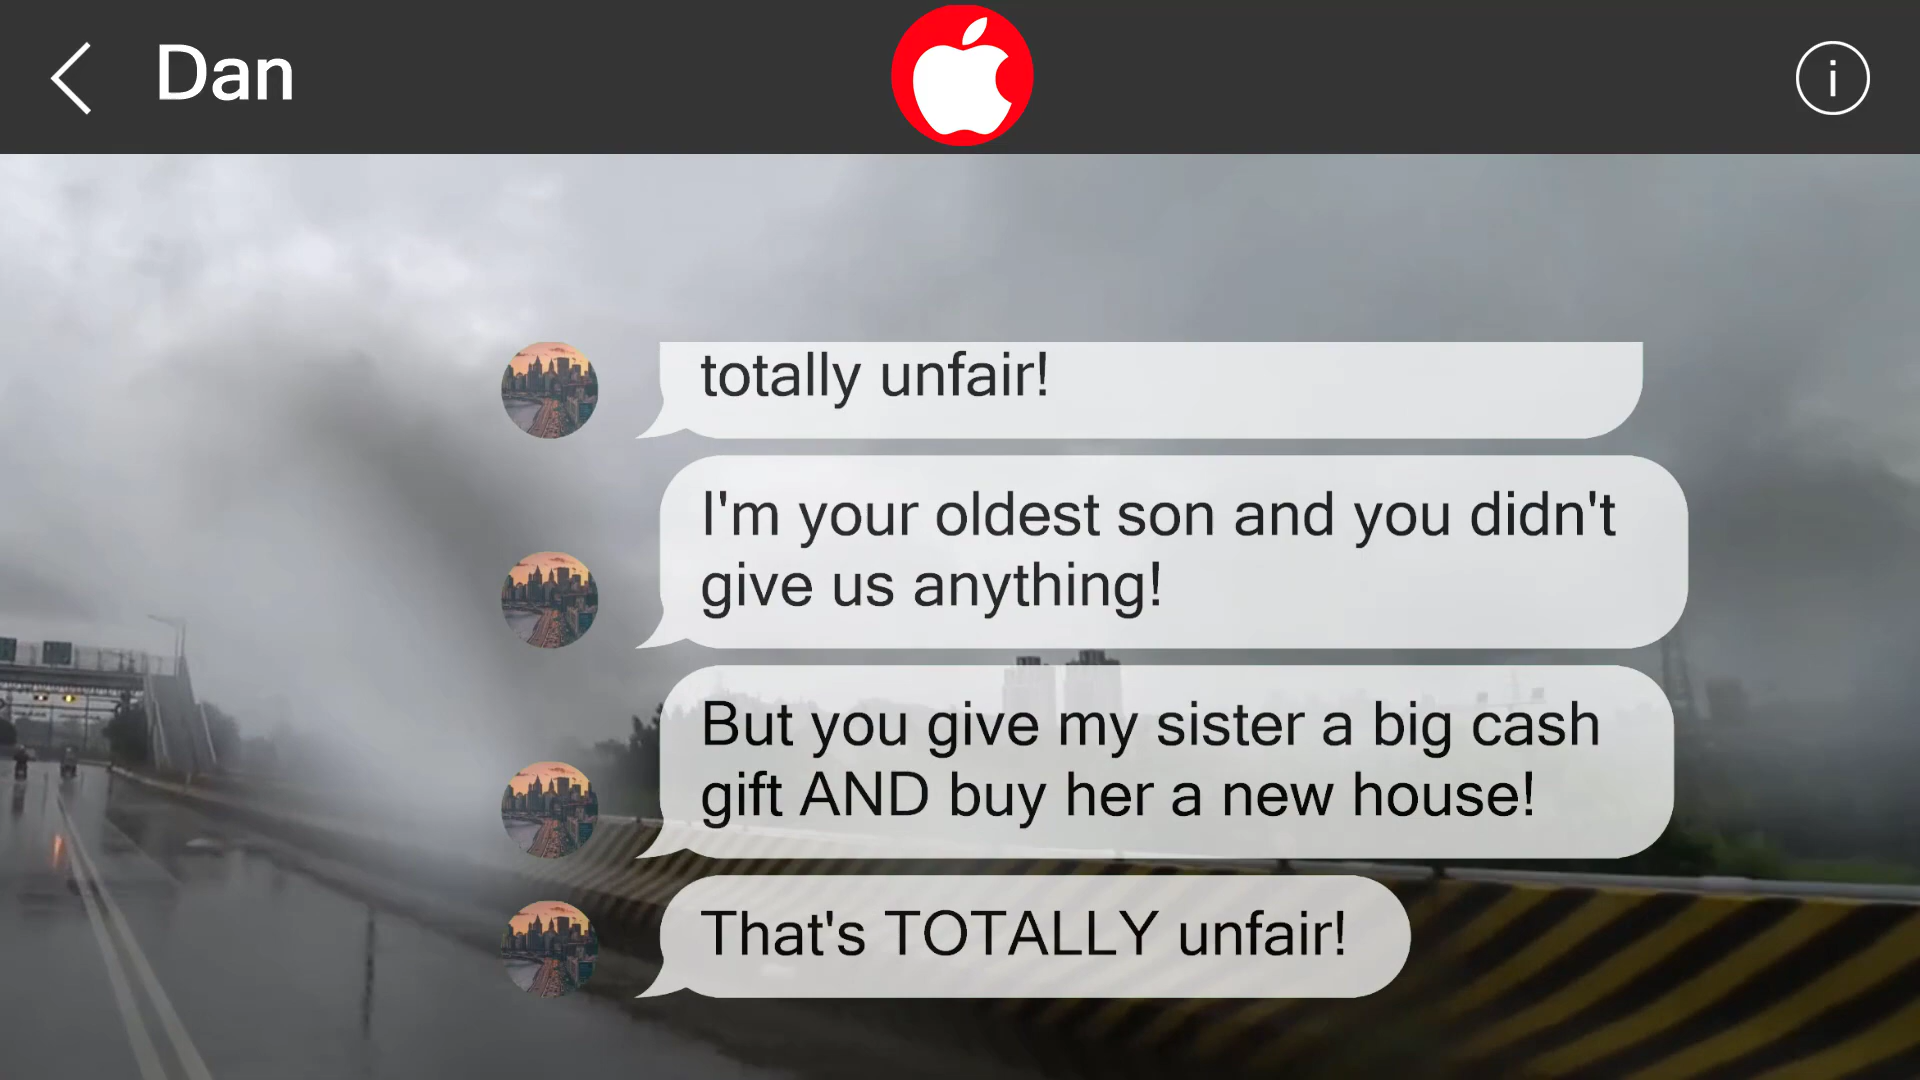 Dan
totally unfair!
I'm your oldest son and you didn't
give us anything!
But you give my sister a big cash
gift AND buy her a new house!
That's TOTALLY unfair!